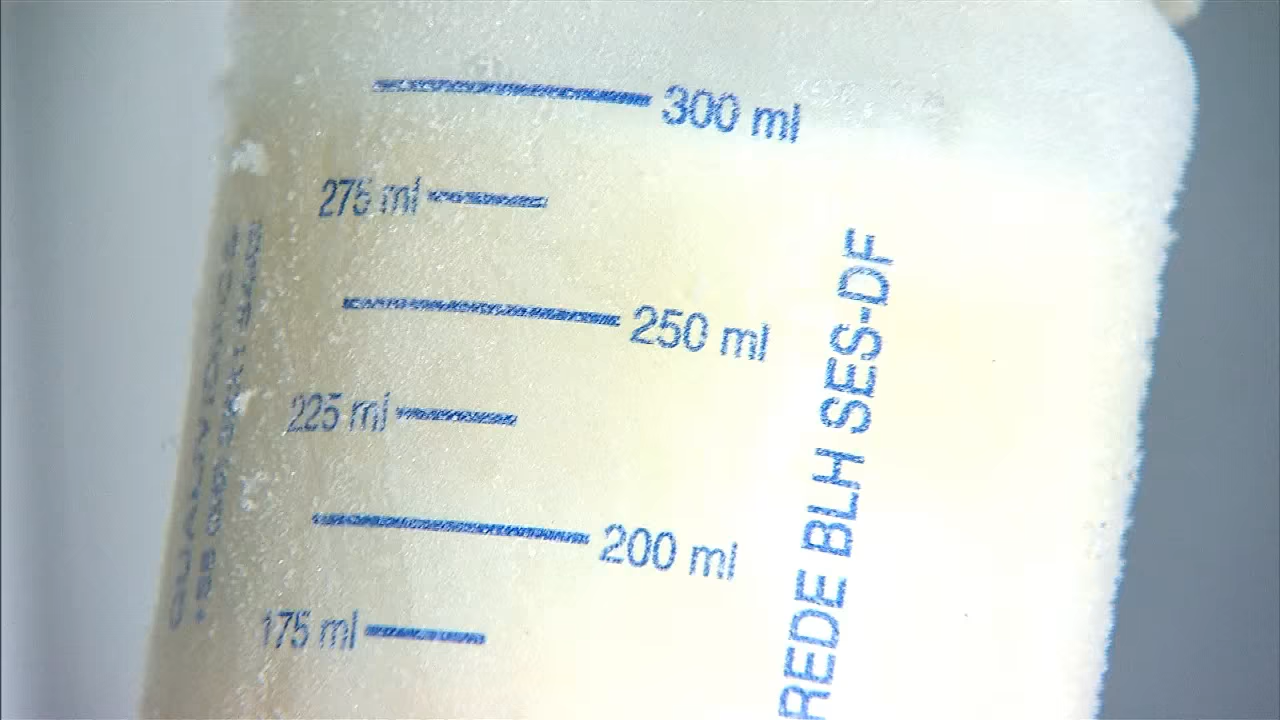 300 ml
275 ml
250 ml
225 ml
200 ml
175 ml
REDE BLH SES-DF